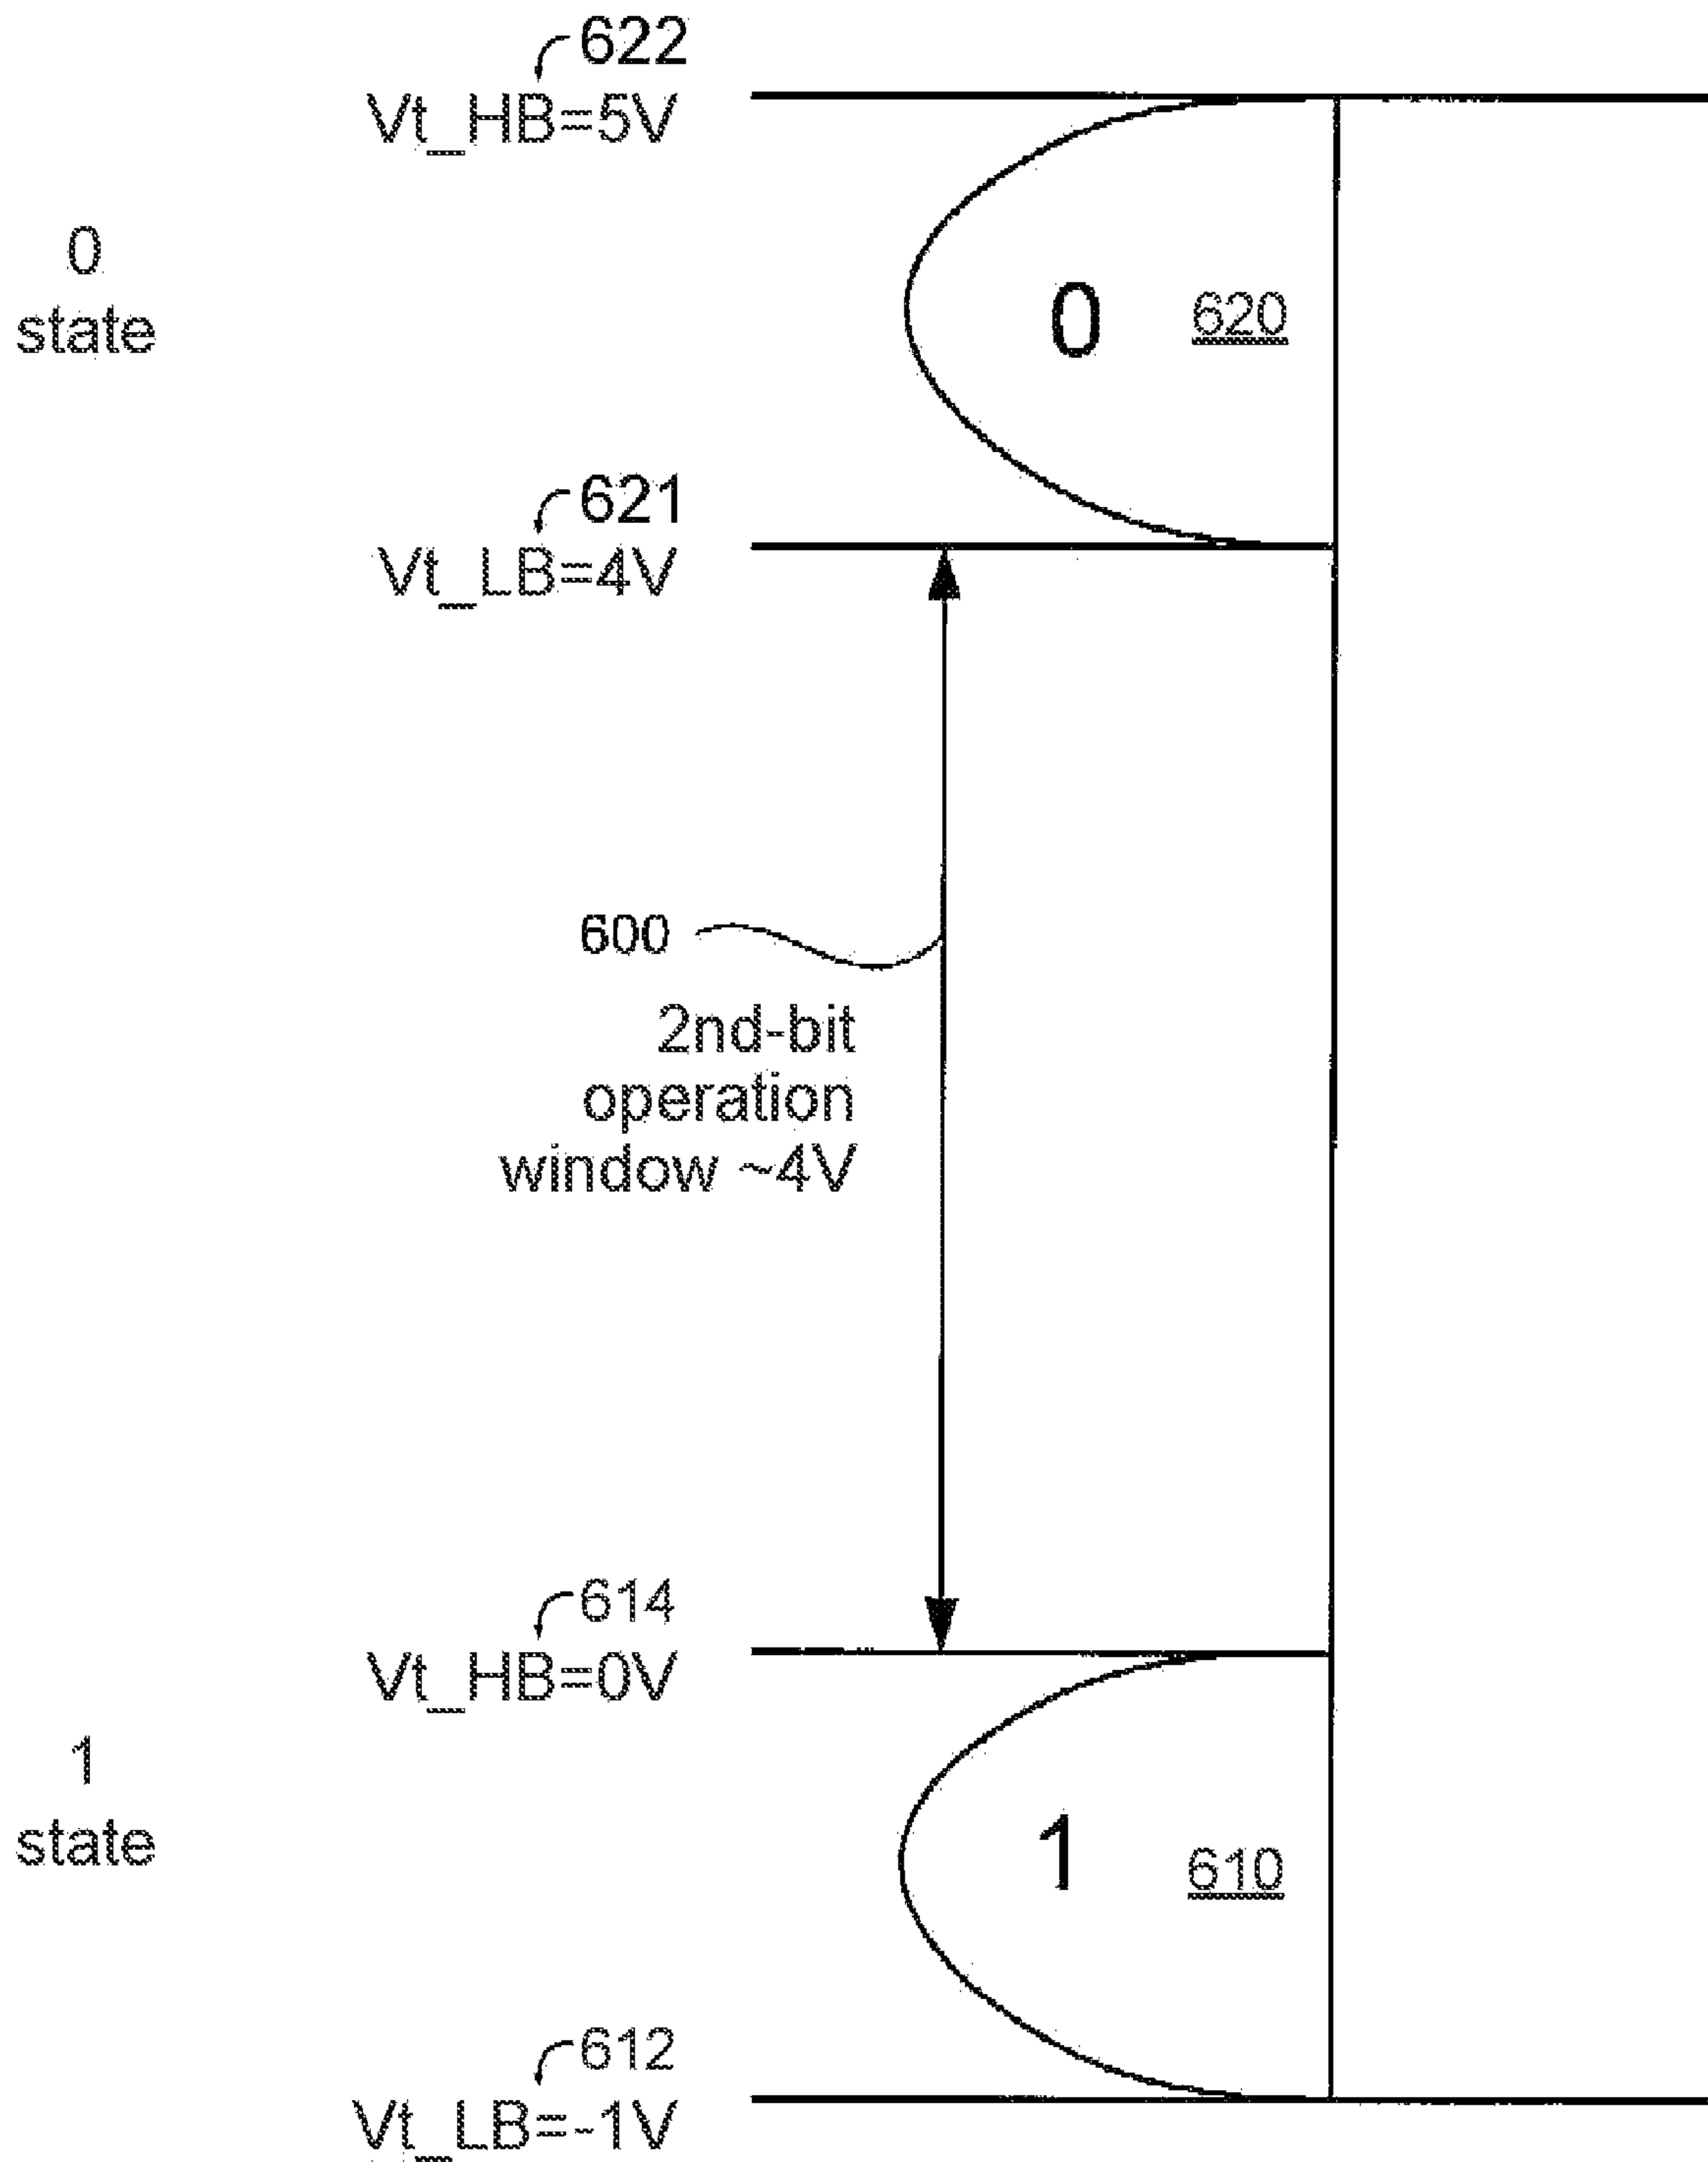 622
Vt_HB=5V
0
state
0 620
621
Vt_LB=4V
600
2nd-bit
operation
window ~4V
614
Vt_HB=0V
1
state
1 610
612
Vt_LB=-1V